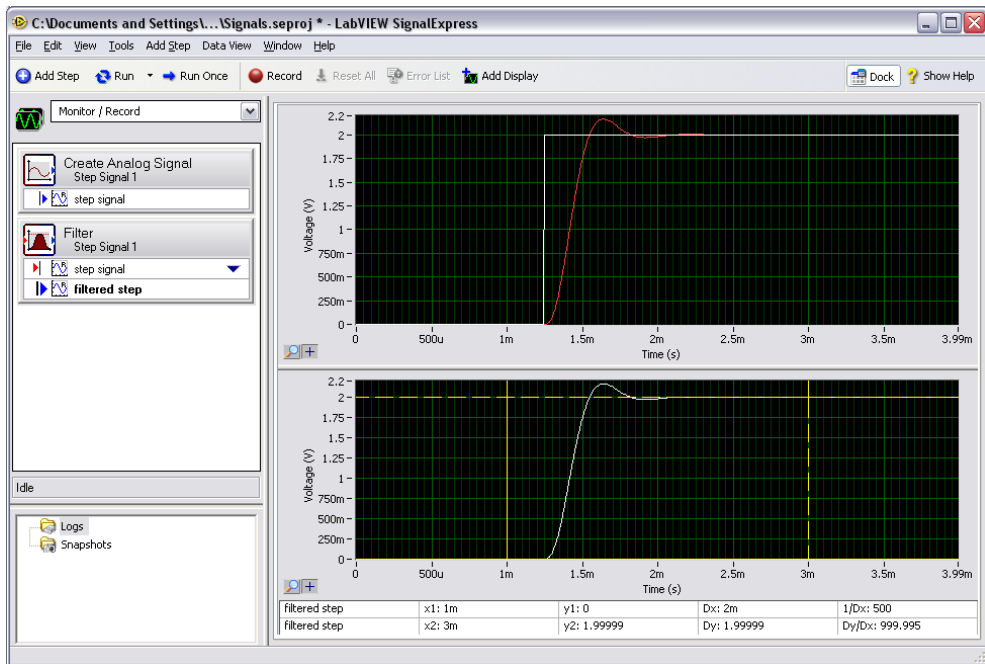 C:\Documents and Settings\...\Signals.seproj * - LabVIEW SignalExpress
File Edit View Tools Add Step Data View Window Help
Add Step Run Run Once Record Reset All Error List Add Display Dock Show Help
Monitor / Record
Create Analog Signal
Step Signal 1
step signal
Filter
Step Signal 1
step signal
filtered step
Idle
Logs
Snapshots
Voltage (V)
2.2
2
1.75
1.5
1.25
1
750m
500m
250m
0
0 500u 1m 1.5m 2m 2.5m 3m 3.5m 3.99m
Time (s)
Voltage (V)
2.2
2
1.75
1.5
1.25
1
750m
500m
250m
0
0 500u 1m 1.5m 2m 2.5m 3m 3.5m 3.99m
Time (s)
filtered step x1: 1m y1: 0 Dx: 2m 1/Dx: 500
filtered step x2: 3m y2: 1.99999 Dy: 1.99999 Dy/Dx: 999.995